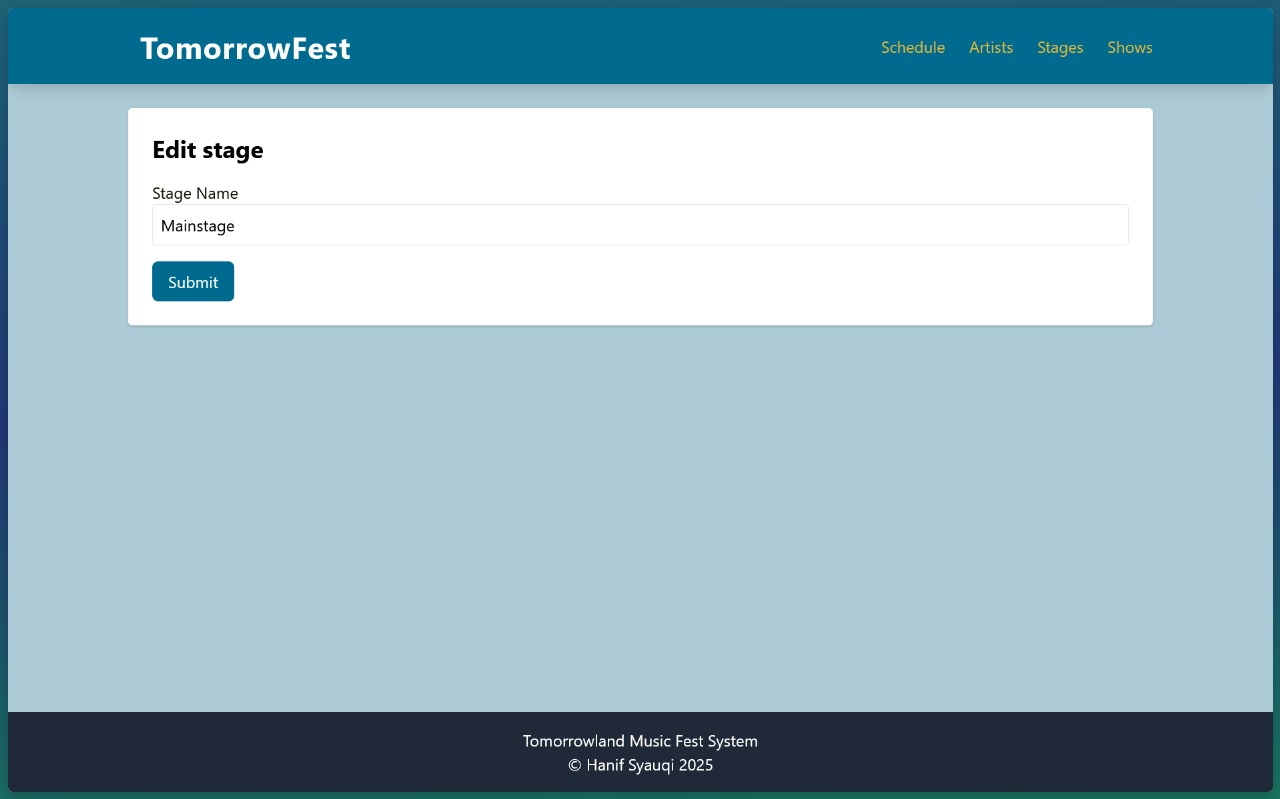 TomorrowFest
Schedule Artists Stages Shows
Edit stage
Stage Name
Mainstage
Submit
Tomorrowland Music Fest System
© Hanif Syauqi 2025